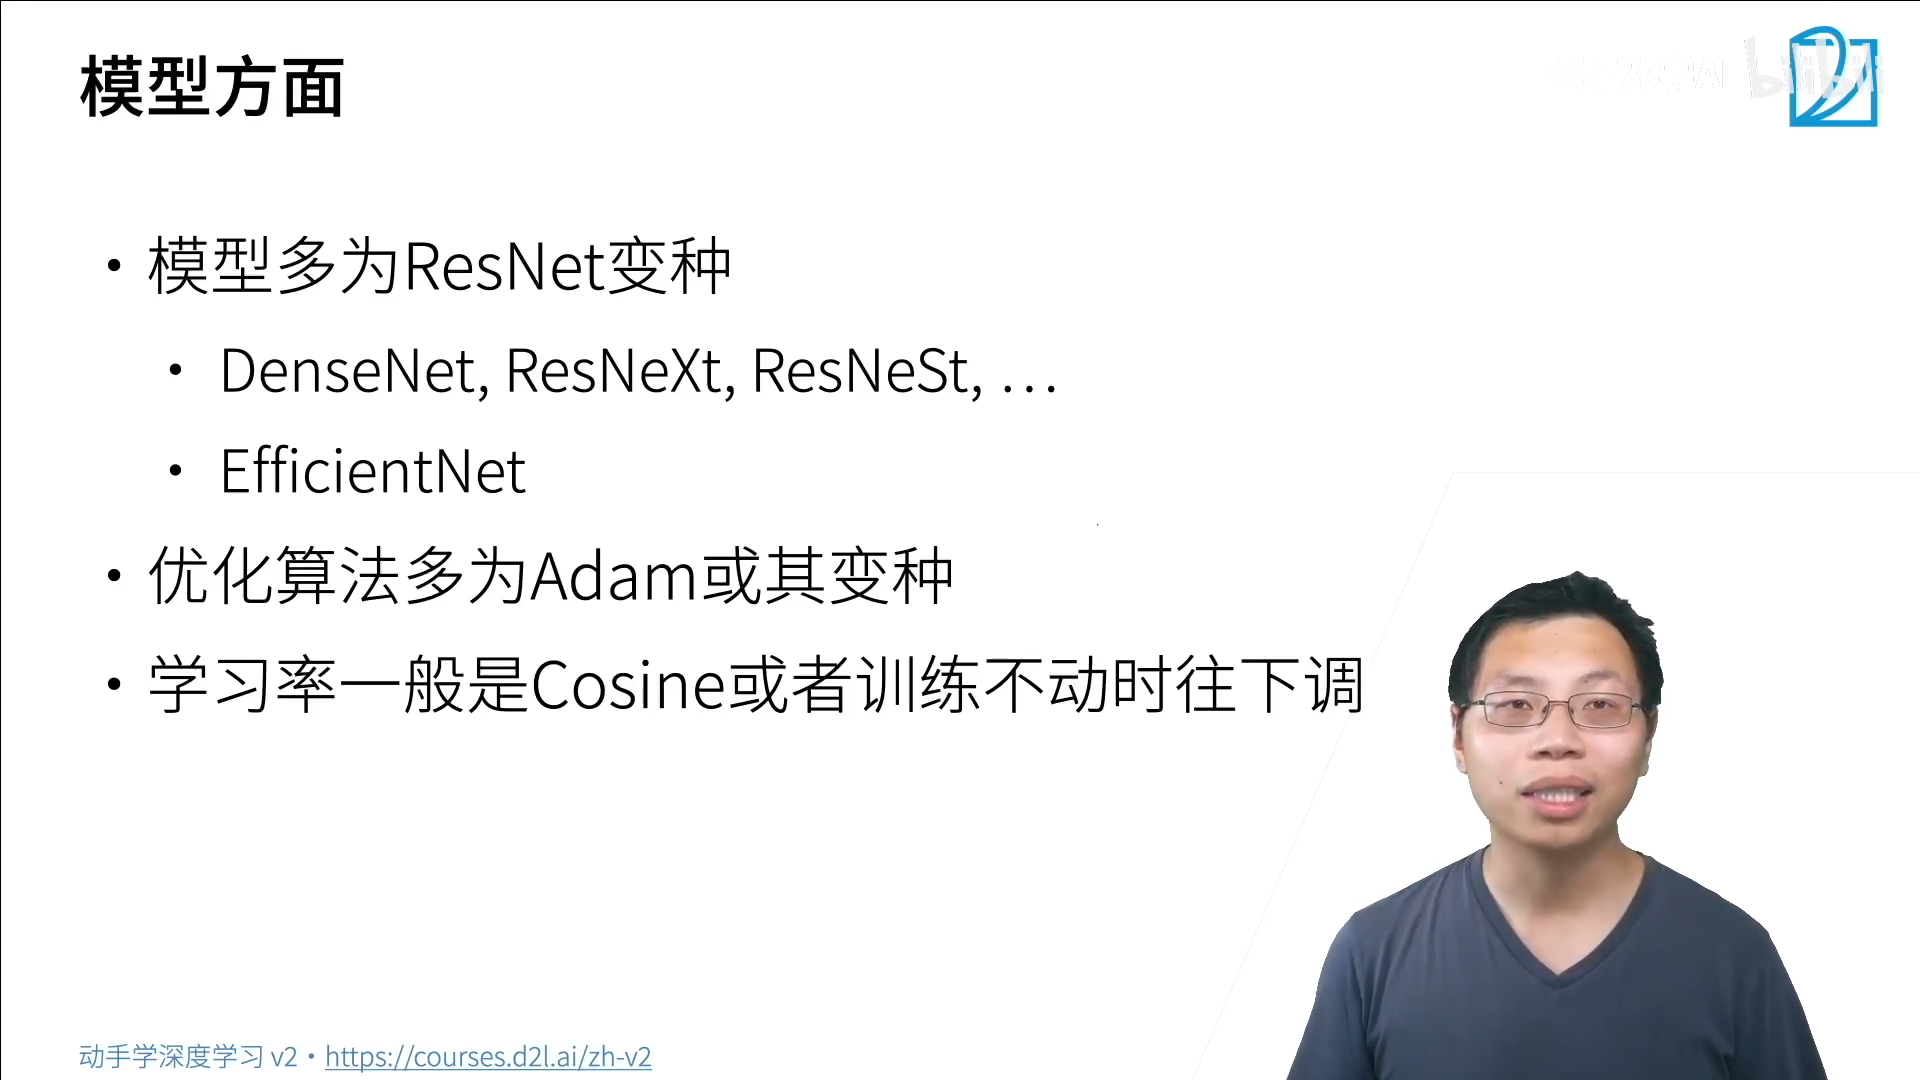 模型方面
• 模型多为ResNet变种
• DenseNet, ResNeXt, ResNeSt, …
• EfficientNet
• 优化算法多为Adam或其变种
• 学习率一般是Cosine或者训练不动时往下调
动手学深度学习 v2 • https://courses.d2l.ai/zh-v2
bilibili